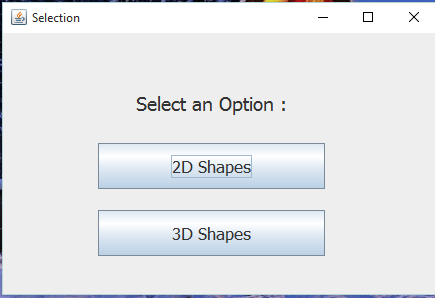 Selection
Select an Option :
2D Shapes
3D Shapes